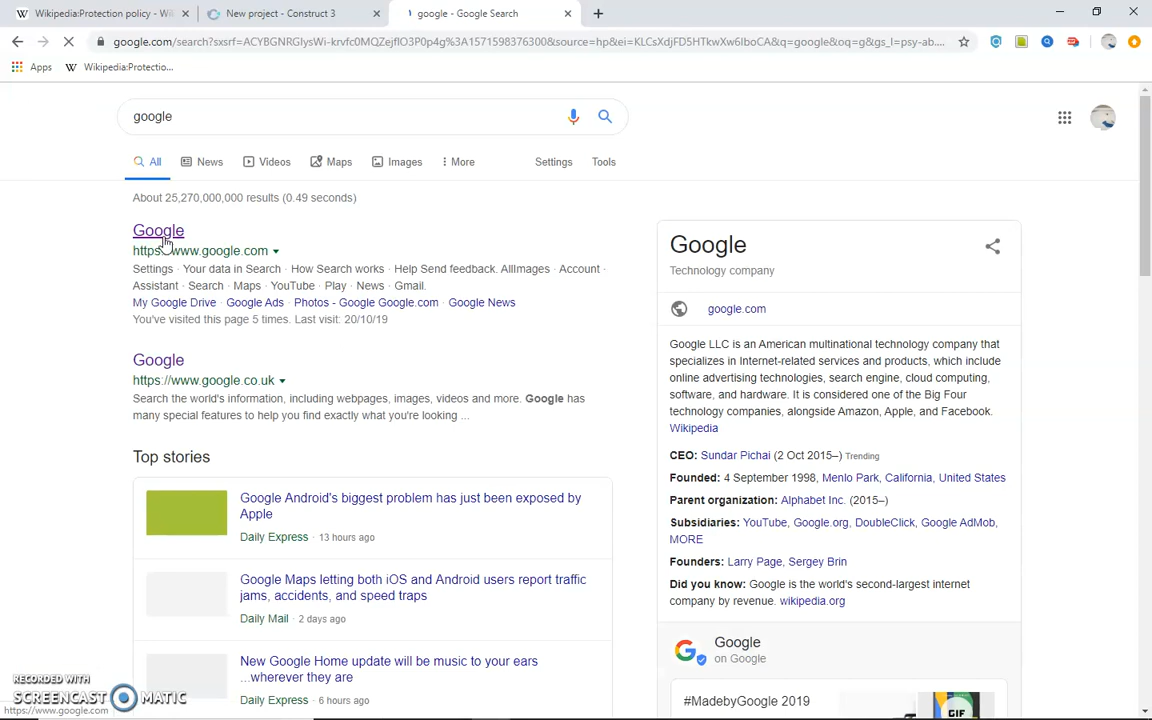 Wikipedia:Protection policy - Wi
New project - Construct 3
google - Google Search
google.com/search?sxsrf=ACYBGNRGlysWi-krvfc0MQZejflO3P0p4g%3A1571598376300&source=hp&ei=KLCsXdjFD5HTkwXw6IboCA&q=google&oq=g&gs_l=psy-ab....
Apps
Wikipedia:Protectio...
google
All
News
Videos
Maps
Images
More
Settings
Tools
About 25,270,000,000 results (0.49 seconds)
Google
https://www.google.com
Settings · Your data in Search · How Search works · Help Send feedback. AllImages · Account ·
Assistant · Search · Maps · YouTube · Play · News · Gmail.
My Google Drive · Google Ads · Photos - Google Google.com · Google News
You've visited this page 5 times. Last visit: 20/10/19
Google
https://www.google.co.uk
Search the world's information, including webpages, images, videos and more. Google has
many special features to help you find exactly what you're looking ...
Top stories
Google Android's biggest problem has just been exposed by
Apple
Daily Express · 13 hours ago
Google Maps letting both iOS and Android users report traffic
jams, accidents, and speed traps
Daily Mail · 2 days ago
New Google Home update will be music to your ears
...wherever they are
Daily Express · 6 hours ago
Google
Technology company
google.com
Google LLC is an American multinational technology company that
specializes in Internet-related services and products, which include
online advertising technologies, search engine, cloud computing,
software, and hardware. It is considered one of the Big Four
technology companies, alongside Amazon, Apple, and Facebook.
Wikipedia
CEO: Sundar Pichai (2 Oct 2015–) Trending
Founded: 4 September 1998, Menlo Park, California, United States
Parent organization: Alphabet Inc. (2015–)
Subsidiaries: YouTube, Google.org, DoubleClick, Google AdMob,
MORE
Founders: Larry Page, Sergey Brin
Did you know: Google is the world's second-largest internet
company by revenue. wikipedia.org
Google
on Google
#MadebyGoogle 2019
GIF
RECORDED WITH
SCREENCAST MATIC
https://www.google.com